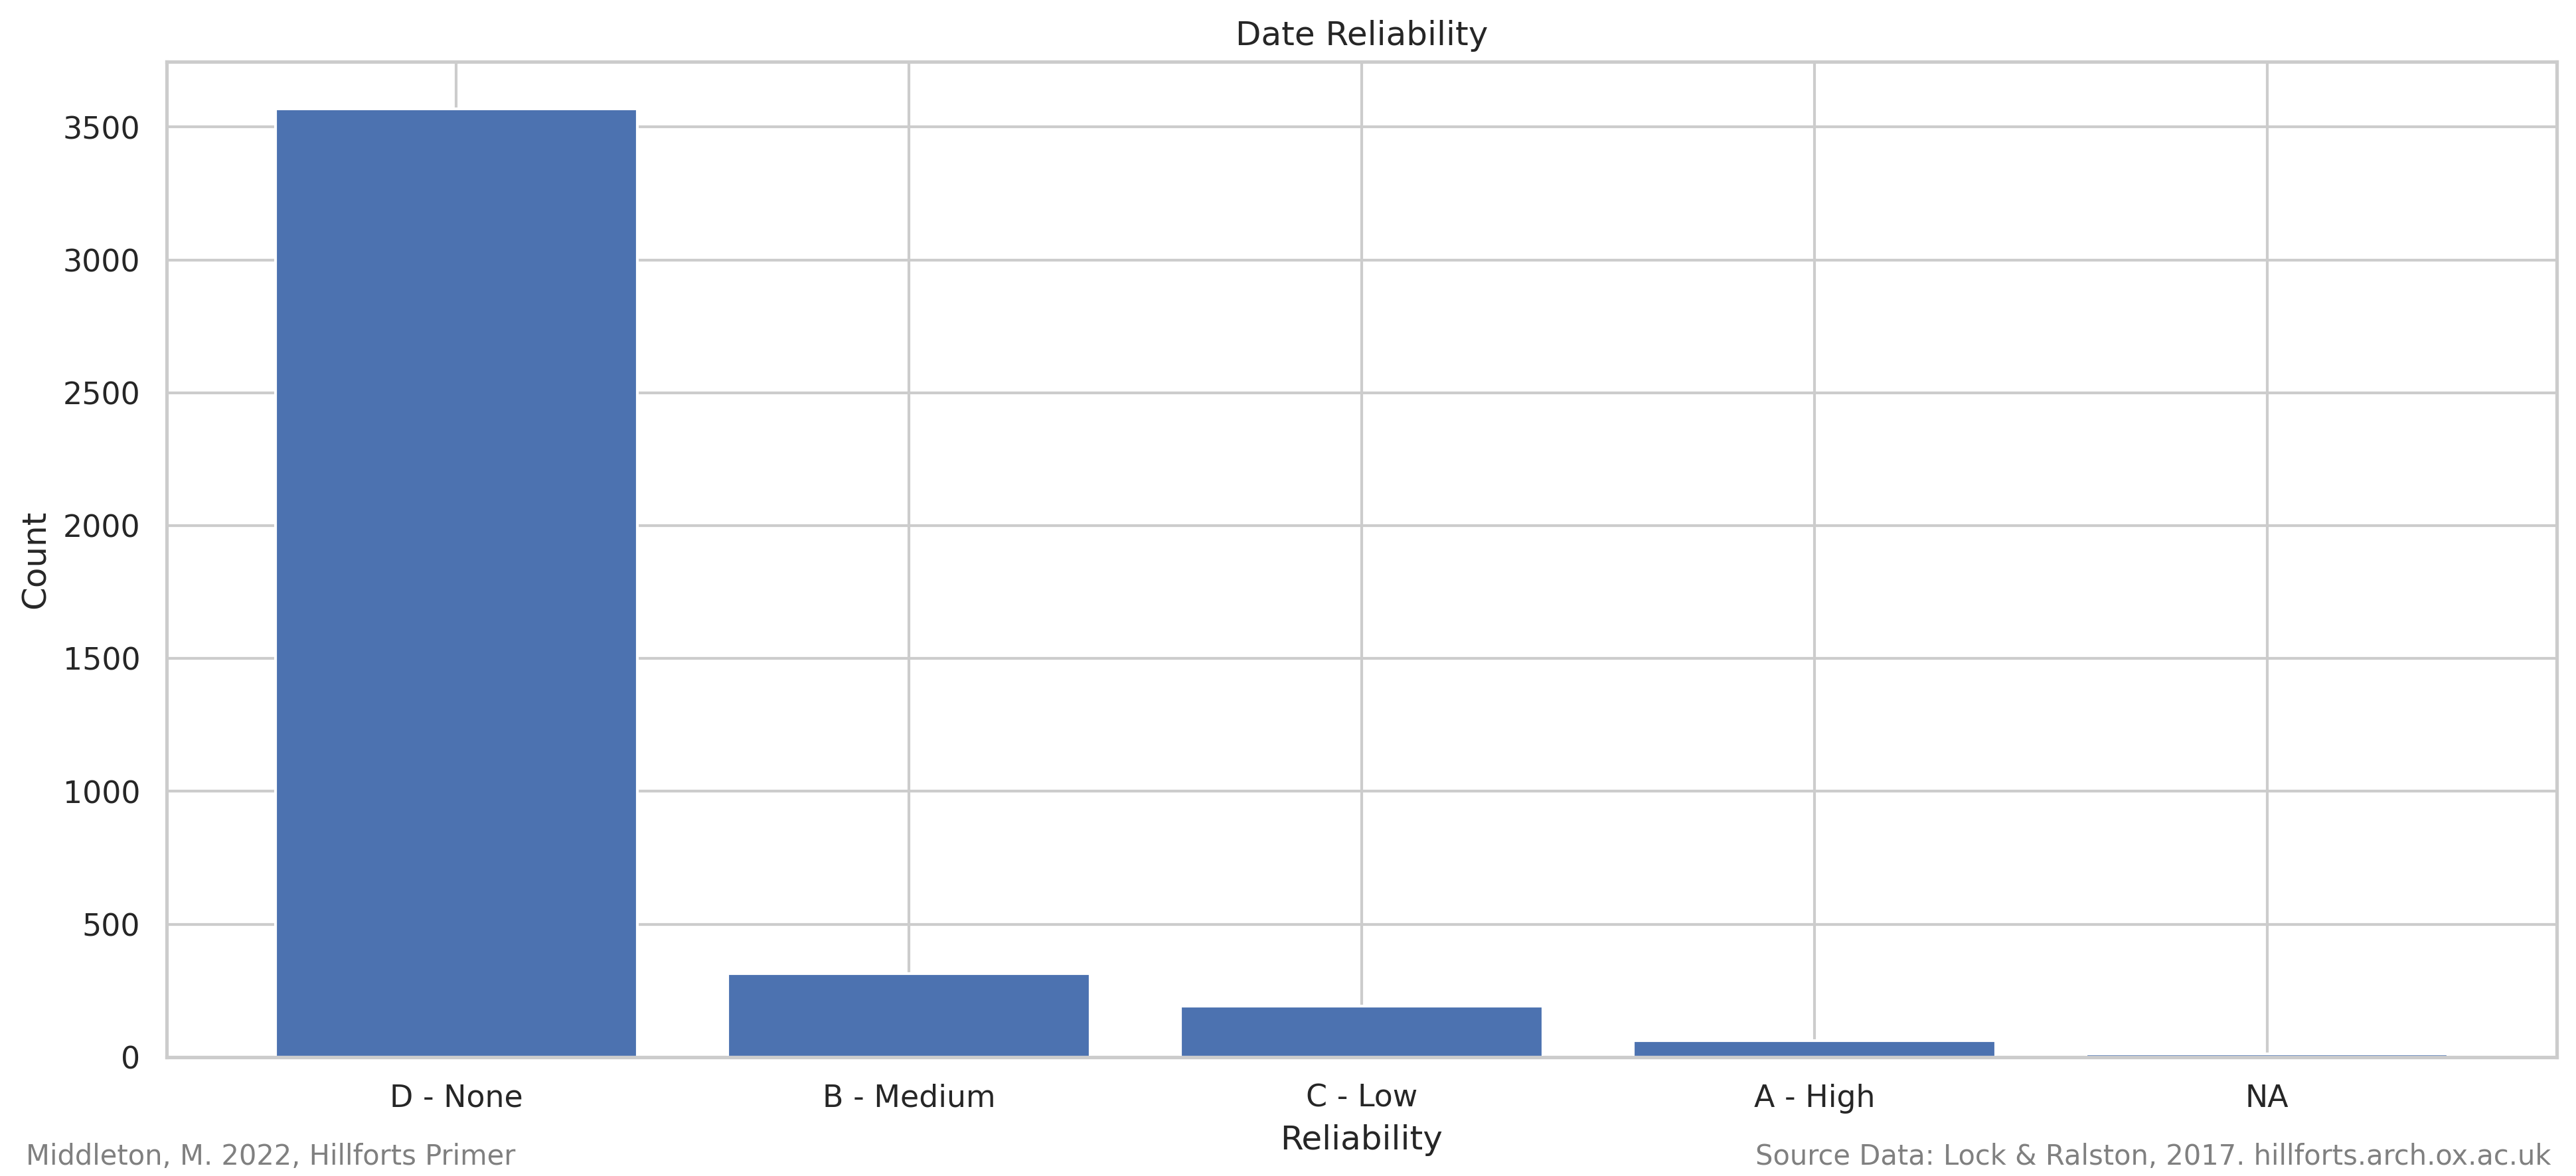 Date Reliability
3500
3000
2500
2000
1500
1000
500
0
Count
D - None
B - Medium
C - Low
A - High
NA
Reliability
Middleton, M. 2022, Hillforts Primer
Source Data: Lock & Ralston, 2017. hillforts.arch.ox.ac.uk